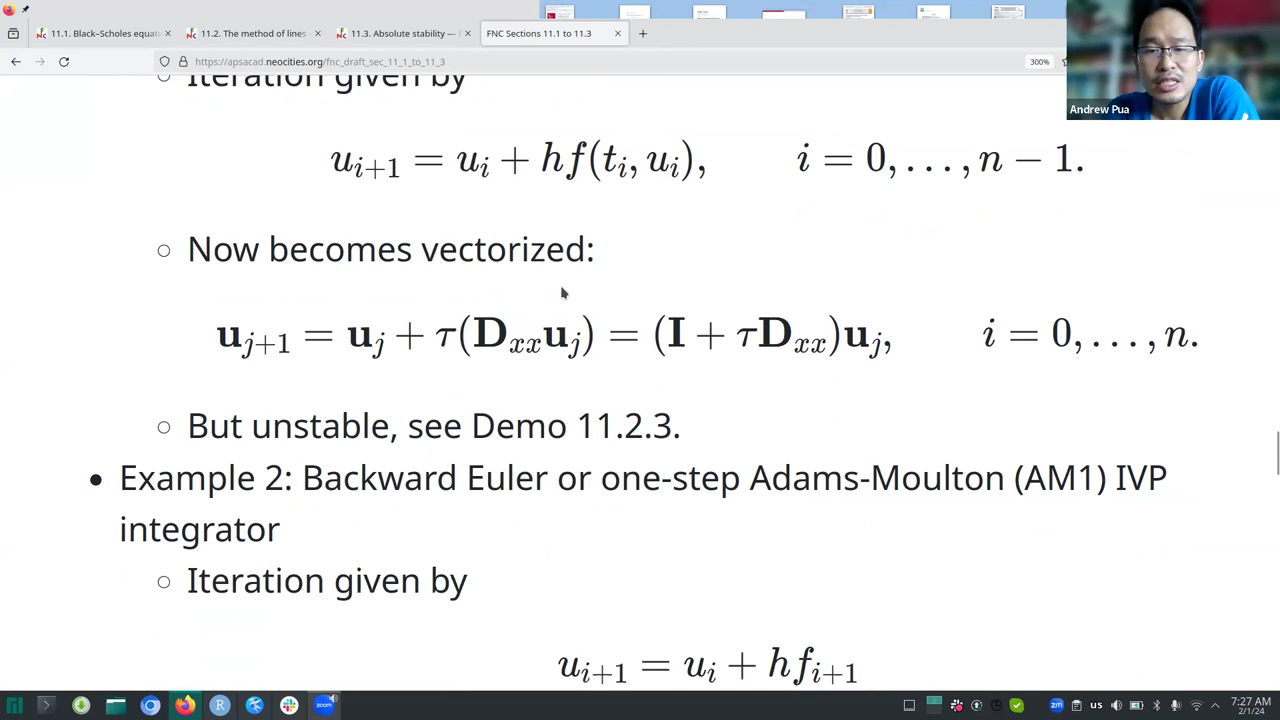 11.1. Black–Scholes equat
11.2. The method of lines -
11.3. Absolute stability — F
FNC Sections 11.1 to 11.3
https://apsacad.neocities.org/fnc_draft_sec_11_1_to_11_3
300%
Andrew Pua
Iteration given by
u_{i+1} = u_i + hf(t_i, u_i), i = 0, . . . , n − 1.
Now becomes vectorized:
u_{j+1} = u_j + τ(D_{xx}u_j) = (I + τD_{xx})u_j, i = 0, . . . , n.
But unstable, see Demo 11.2.3.
Example 2: Backward Euler or one-step Adams-Moulton (AM1) IVP
integrator
Iteration given by
u_{i+1} = u_i + hf_{i+1}
us
7:27 AM
2/1/24